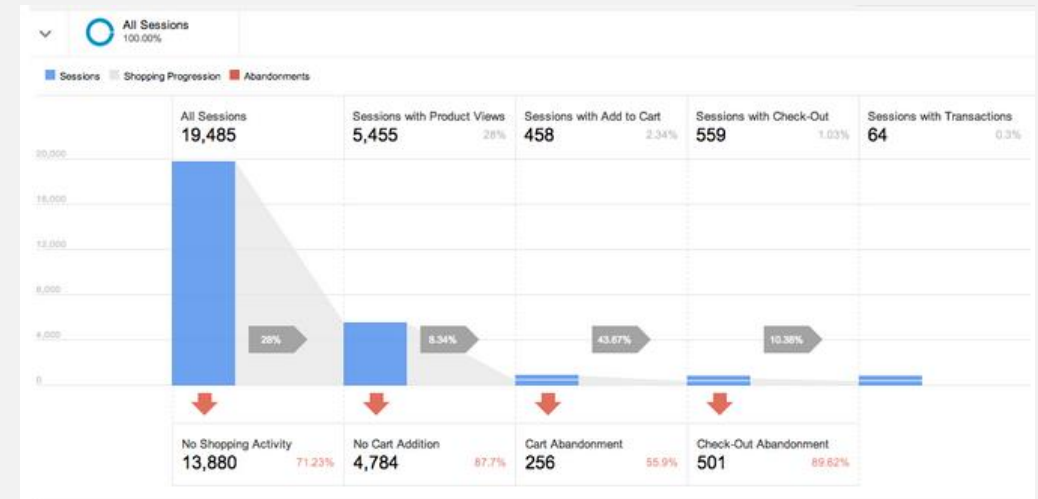 All Sessions
100.00%
Sessions Shopping Progression Abandonments
All Sessions
19,485
Sessions with Product Views
5,455 28%
Sessions with Add to Cart
458 2.34%
Sessions with Check-Out
559 1.03%
Sessions with Transactions
64 0.3%
20,000
16,000
12,000
8,000
4,000
0
28%
8.34%
43.67%
10.38%
No Shopping Activity
13,880 71.23%
No Cart Addition
4,784 87.7%
Cart Abandonment
256 55.9%
Check-Out Abandonment
501 89.62%